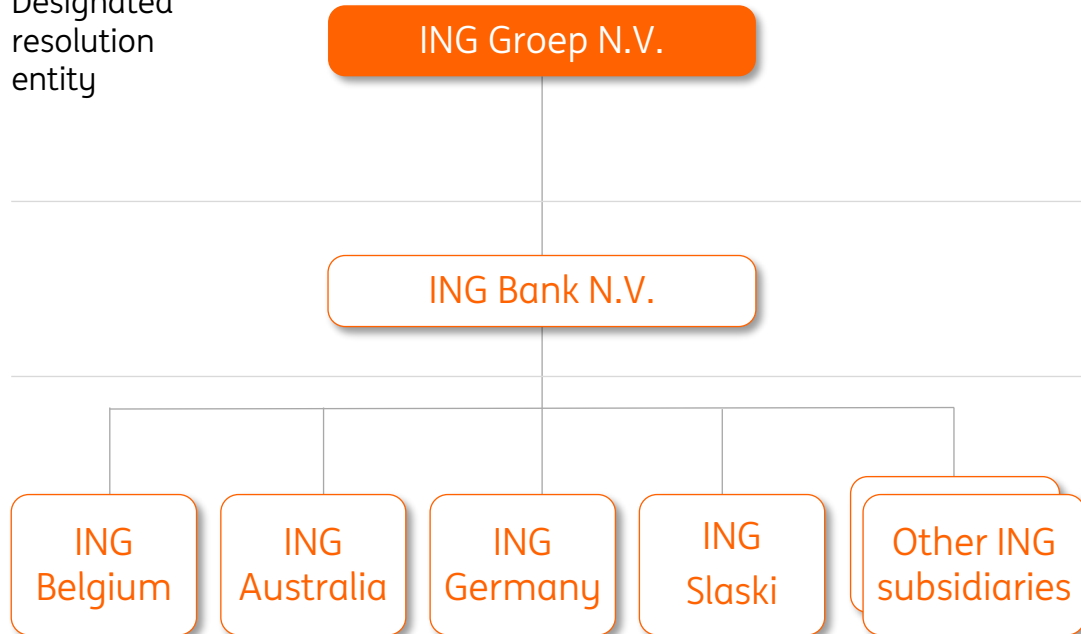 Designated
resolution
entity
ING Groep N.V.
ING Bank N.V.
ING
Belgium
ING
Australia
ING
Germany
ING
Slaski
Other ING
subsidiaries